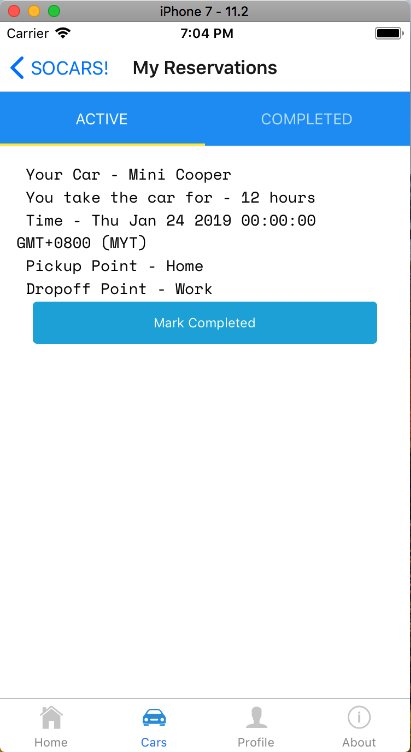 iPhone 7 - 11.2
Carrier 7:04 PM
SOCARS! My Reservations
ACTIVE COMPLETED
Your Car - Mini Cooper
You take the car for - 12 hours
Time - Thu Jan 24 2019 00:00:00
GMT+0800 (MYT)
Pickup Point - Home
Dropoff Point - Work
Mark Completed
Home Cars Profile About